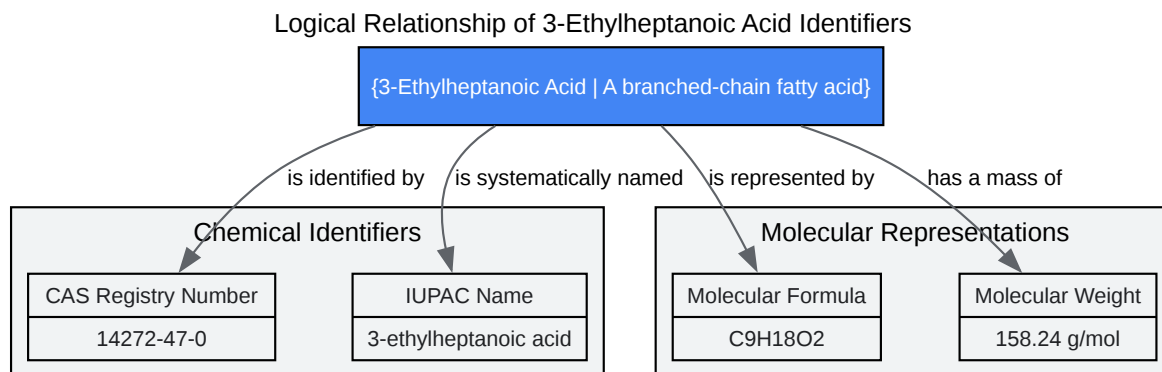 Logical Relationship of 3-Ethylheptanoic Acid Identifiers
{3-Ethylheptanoic Acid | A branched-chain fatty acid}
is identified by
is systematically named
is represented by
has a mass of
Chemical Identifiers
Molecular Representations
CAS Registry Number
14272-47-0
IUPAC Name
3-ethylheptanoic acid
Molecular Formula
C9H18O2
Molecular Weight
158.24 g/mol